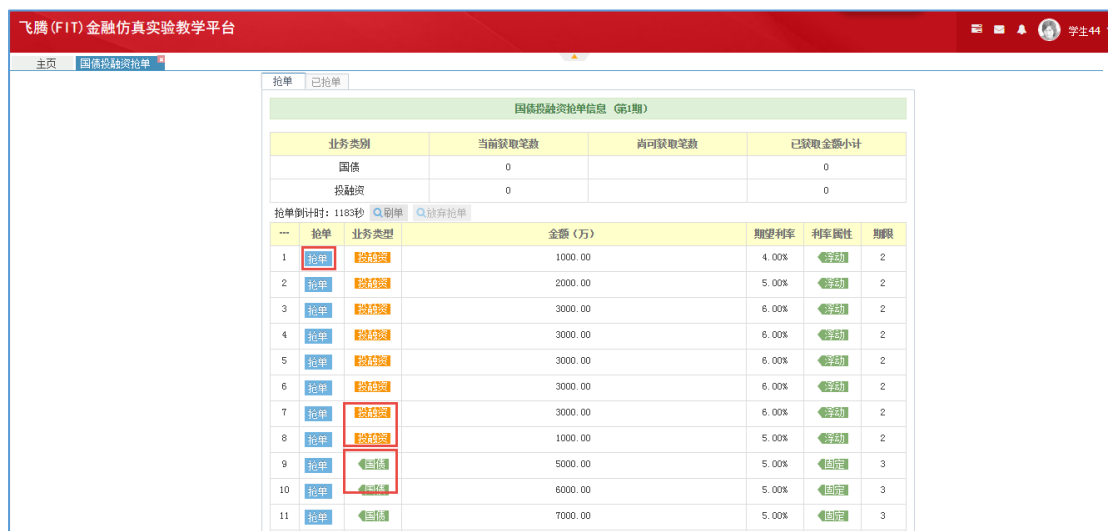 飞腾(FIT)金融仿真实验教学平台 学生44
主页 国债投融资抢单
抢单 已抢单
国债投融资抢单信息 (第1期)
业务类别 当前获取笔数 尚可获取笔数 已获取金额小计
国债 0 0
投融资 0 0
抢单倒计时: 1183秒 刷单 放弃抢单
--- 抢单 业务类型 金额 (万) 期望利率 利率属性 期限
1 抢单 投融资 1000.00 4.00% 浮动 2
2 抢单 投融资 2000.00 5.00% 浮动 2
3 抢单 投融资 3000.00 6.00% 浮动 2
4 抢单 投融资 3000.00 6.00% 浮动 2
5 抢单 投融资 3000.00 6.00% 浮动 2
6 抢单 投融资 3000.00 6.00% 浮动 2
7 抢单 投融资 3000.00 6.00% 浮动 2
8 抢单 投融资 1000.00 5.00% 浮动 2
9 抢单 国债 5000.00 5.00% 固定 3
10 抢单 国债 6000.00 5.00% 固定 3
11 抢单 国债 7000.00 5.00% 固定 3